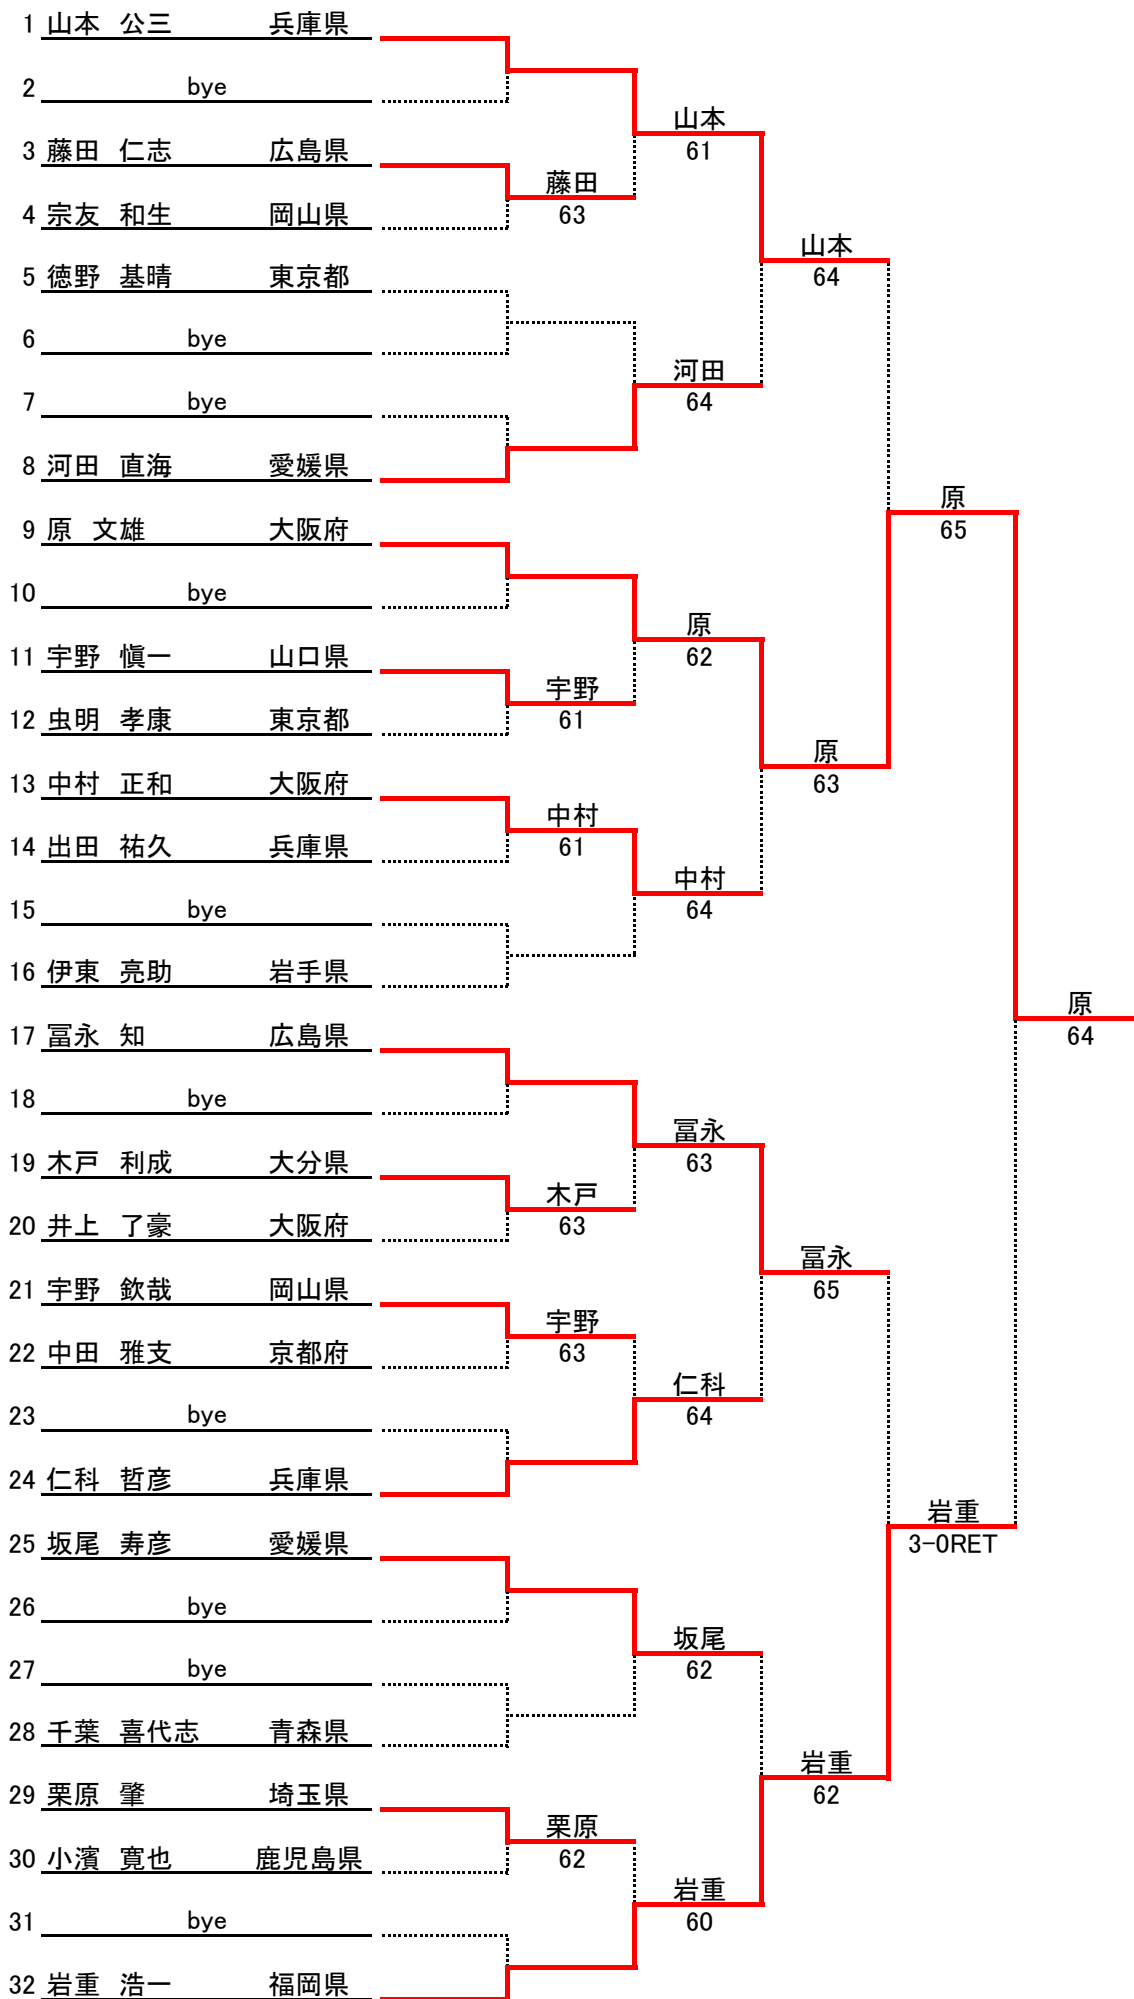 1 山本 公三 兵庫県
2 bye
山本
3 藤田 仁志 広島県
61
藤田
4 宗友 和生 岡山県
63
山本
5 徳野 基晴 東京都
64
6 bye
河田
7 bye
64
8 河田 直海 愛媛県
原
9 原 文雄 大阪府
65
10 bye
原
11 宇野 愼一 山口県
62
宇野
12 虫明 孝康 東京都
61
原
13 中村 正和 大阪府
63
中村
14 出田 祐久 兵庫県
61
中村
15 bye
64
16 伊東 亮助 岩手県
原
17 冨永 知 広島県
64
18 bye
冨永
19 木戸 利成 大分県
63
木戸
20 井上 了豪 大阪府
63
冨永
21 宇野 欽哉 岡山県
65
宇野
22 中田 雅支 京都府
63
仁科
23 bye
64
24 仁科 哲彦 兵庫県
岩重
25 坂尾 寿彦 愛媛県
3-0RET
26 bye
坂尾
27 bye
62
28 千葉 喜代志 青森県
岩重
29 栗原 肇 埼玉県
62
栗原
30 小濱 寛也 鹿児島県
62
岩重
31 bye
60
32 岩重 浩一 福岡県